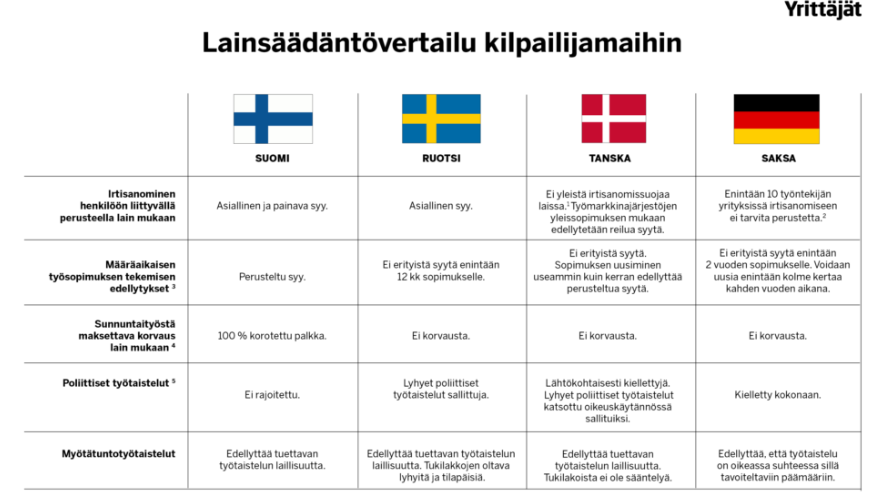 Yrittäjät
Lainsäädäntövertailu kilpailijamaihin
SUOMI
RUOTSI
TANSKA
SAKSA
Irtisanominen
henkilöön liittyvällä
perusteella lain mukaan
Asiallinen ja painava syy.
Asiallinen syy.
Ei yleistä irtisanomissuojaa
laissa.¹ Työmarkkinajärjestöjen
yleissopimuksen mukaan
edellytetään reilua syytä.
Enintään 10 työntekijän
yrityksissä irtisanomiseen
ei tarvita perustetta.²
Määräaikaisen
työsopimuksen tekemisen
edellytykset ³
Perusteltu syy.
Ei erityistä syytä enintään
12 kk sopimukselle.
Ei erityistä syytä.
Sopimuksen uusiminen
useammin kuin kerran edellyttää
perusteltua syytä.
Ei erityistä syytä enintään
2 vuoden sopimukselle. Voidaan
uusia enintään kolme kertaa
kahden vuoden aikana.
Sunnuntaityöstä
maksettava korvaus
lain mukaan ⁴
100 % korotettu palkka.
Ei korvausta.
Ei korvausta.
Ei korvausta.
Poliittiset työtaistelut ⁵
Ei rajoitettu.
Lyhyet poliittiset
työtaistelut sallittuja.
Lähtökohtaisesti kiellettyjä.
Lyhyet poliittiset työtaistelut
katsottu oikeuskäytännössä
sallituiksi.
Kielletty kokonaan.
Myötätuntotyötaistelut
Edellyttää tuettavan
työtaistelun laillisuutta.
Edellyttää tuettavan työtaistelun
laillisuutta. Tukilakkojen oltava
lyhyitä ja tilapäisiä.
Edellyttää tuettavan
työtaistelun laillisuutta.
Tukilakoista ei ole sääntelyä.
Edellyttää, että työtaistelu
on oikeassa suhteessa sillä
tavoiteltaviin päämääriin.